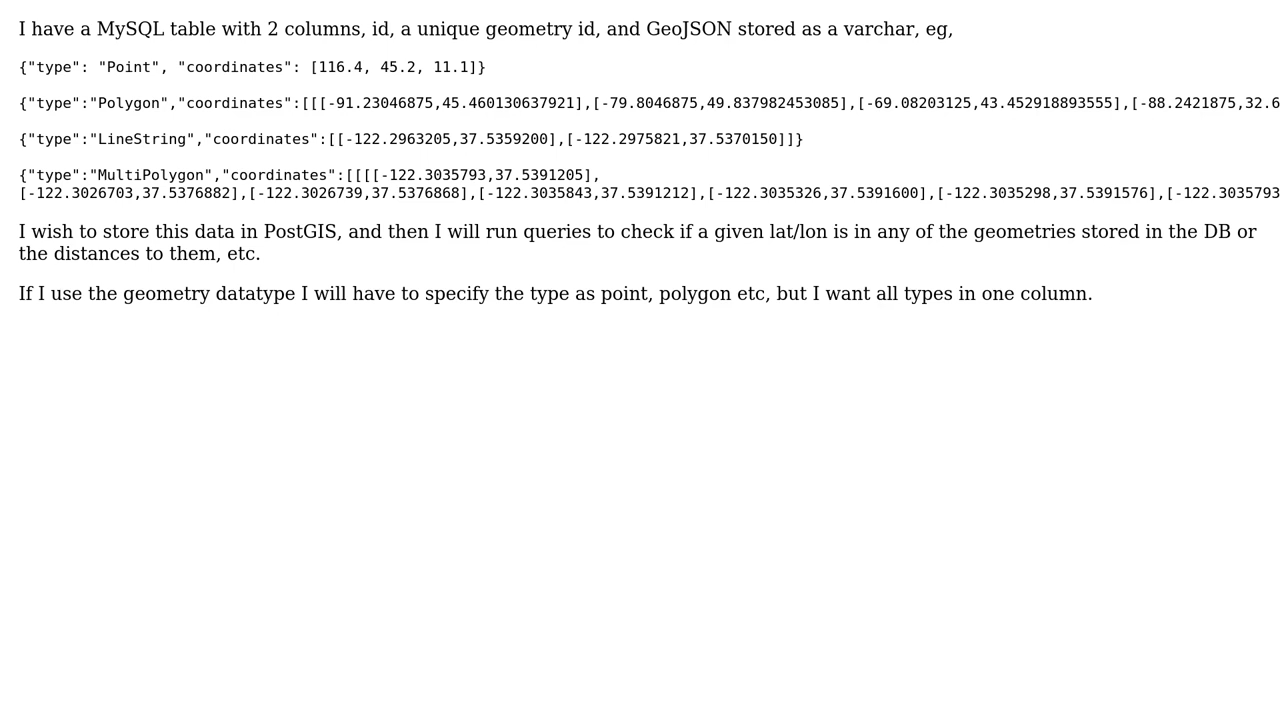 I have a MySQL table with 2 columns, id, a unique geometry id, and GeoJSON stored as a varchar, eg,
{"type": "Point", "coordinates": [116.4, 45.2, 11.1]}
{"type":"Polygon","coordinates":[[[-91.23046875,45.460130637921],[-79.8046875,49.837982453085],[-69.08203125,43.452918893555],[-88.2421875,32.6
{"type":"LineString","coordinates":[[-122.2963205,37.5359200],[-122.2975821,37.5370150]]}
{"type":"MultiPolygon","coordinates":[[[[-122.3035793,37.5391205],
[-122.3026703,37.5376882],[-122.3026739,37.5376868],[-122.3035843,37.5391212],[-122.3035326,37.5391600],[-122.3035298,37.5391576],[-122.3035793
I wish to store this data in PostGIS, and then I will run queries to check if a given lat/lon is in any of the geometries stored in the DB or
the distances to them, etc.
If I use the geometry datatype I will have to specify the type as point, polygon etc, but I want all types in one column.